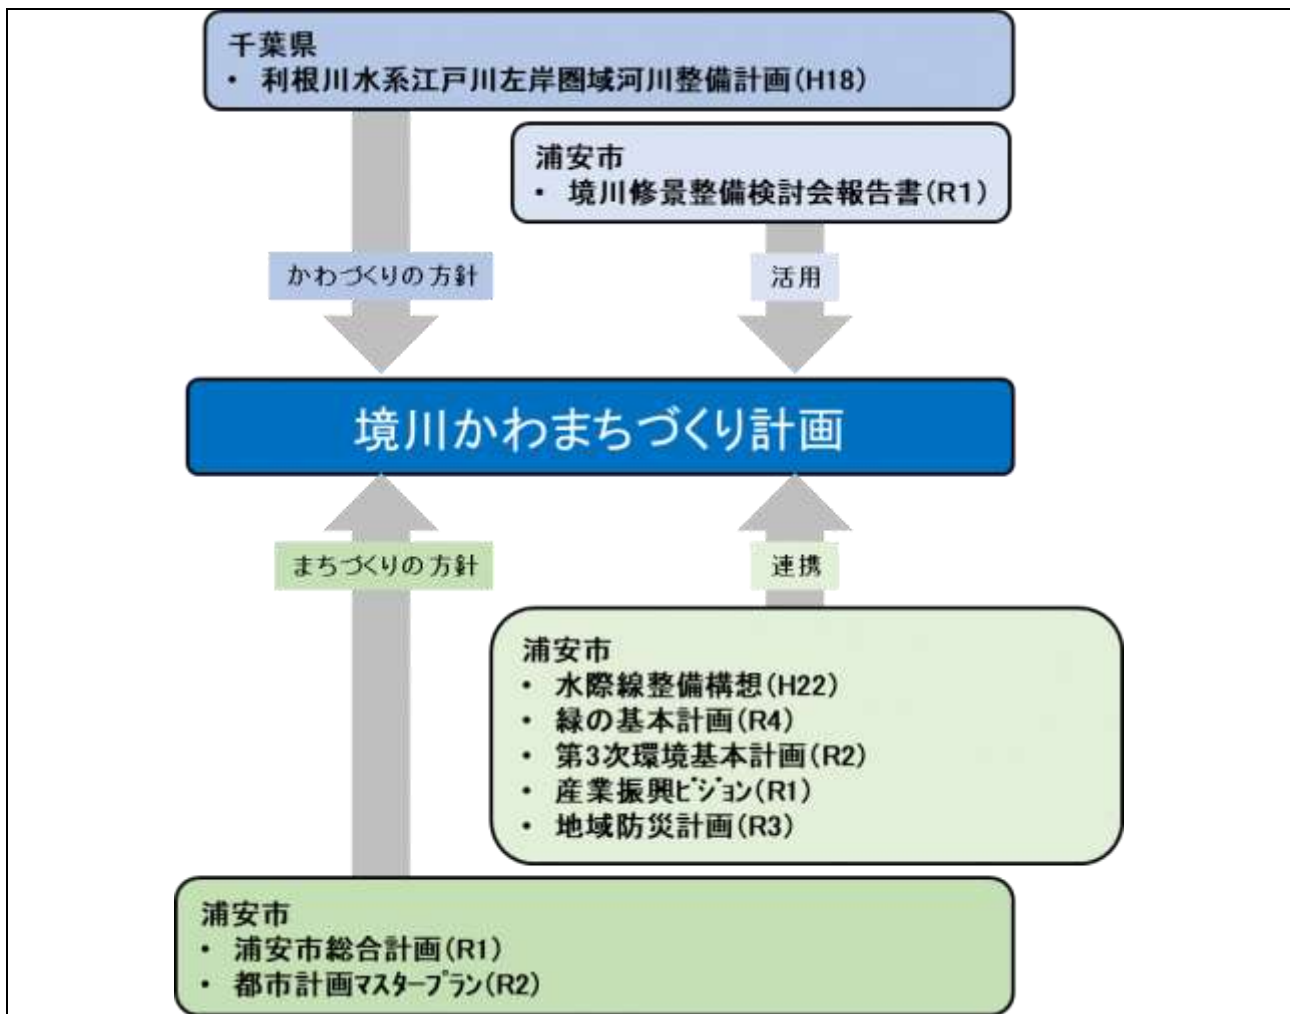 千葉県
・ 利根川水系江戸川左岸圏域河川整備計画(H18)
浦安市
・ 境川修景整備検討会報告書(R1)
かわづくりの方針
活用
境川かわまちづくり計画
まちづくりの方針
連携
浦安市
・ 水際線整備構想(H22)
・ 緑の基本計画(R4)
・ 第3次環境基本計画(R2)
・ 産業振興ﾋﾞｼﾞｮﾝ(R1)
・ 地域防災計画(R3)
浦安市
・ 浦安市総合計画(R1)
・ 都市計画ﾏｽﾀｰﾌﾟﾗﾝ(R2)